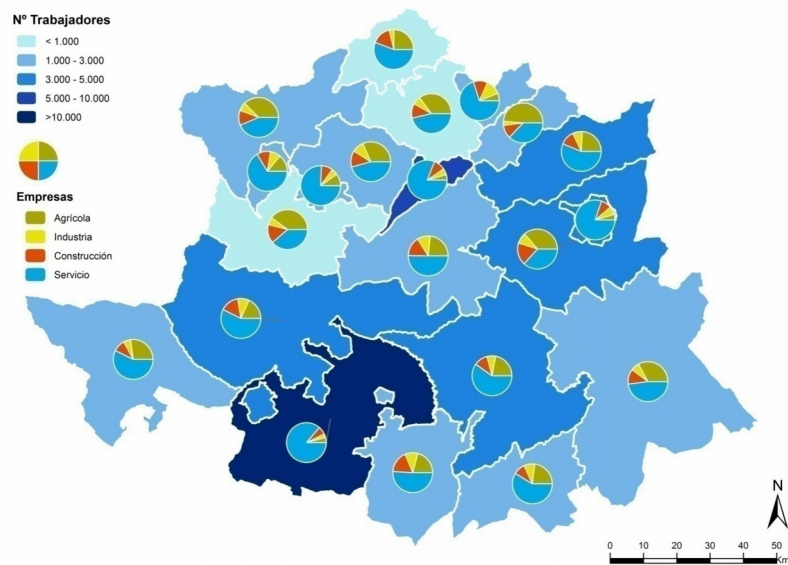 Nº Trabajadores
< 1.000
1.000 - 3.000
3.000 - 5.000
5.000 - 10.000
>10.000
Empresas
Agrícola
Industria
Construcción
Servicio
N
0 10 20 30 40 50
Km